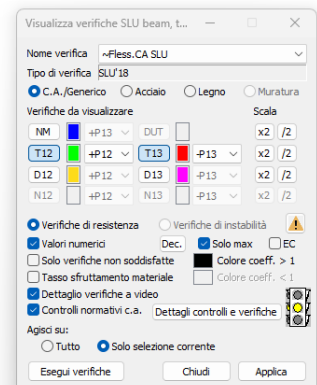 Visualizza verifiche SLU beam, t...
Nome verifica ~Fless.CA SLU
Tipo di verifica SLU'18
C.A./Generico Acciaio Legno Muratura
Verifiche da visualizzare Scala
NM +P13 DUT x2 /2
T12 +P12 T13 -P13 x2 /2
D12 +P12 D13 -P13 x2 /2
N12 +P12 N13 -P13 x2 /2
Verifiche di resistenza Verifiche di instabilità
Valori numerici Dec. Solo max EC
Solo verifiche non soddisfatte Colore coeff. > 1
Tasso sfruttamento materiale Colore coeff. < 1
Dettaglio verifiche a video
Controlli normativi c.a. Dettagli controlli e verifiche
Agisci su:
Tutto Solo selezione corrente
Esegui verifiche Chiudi Applica